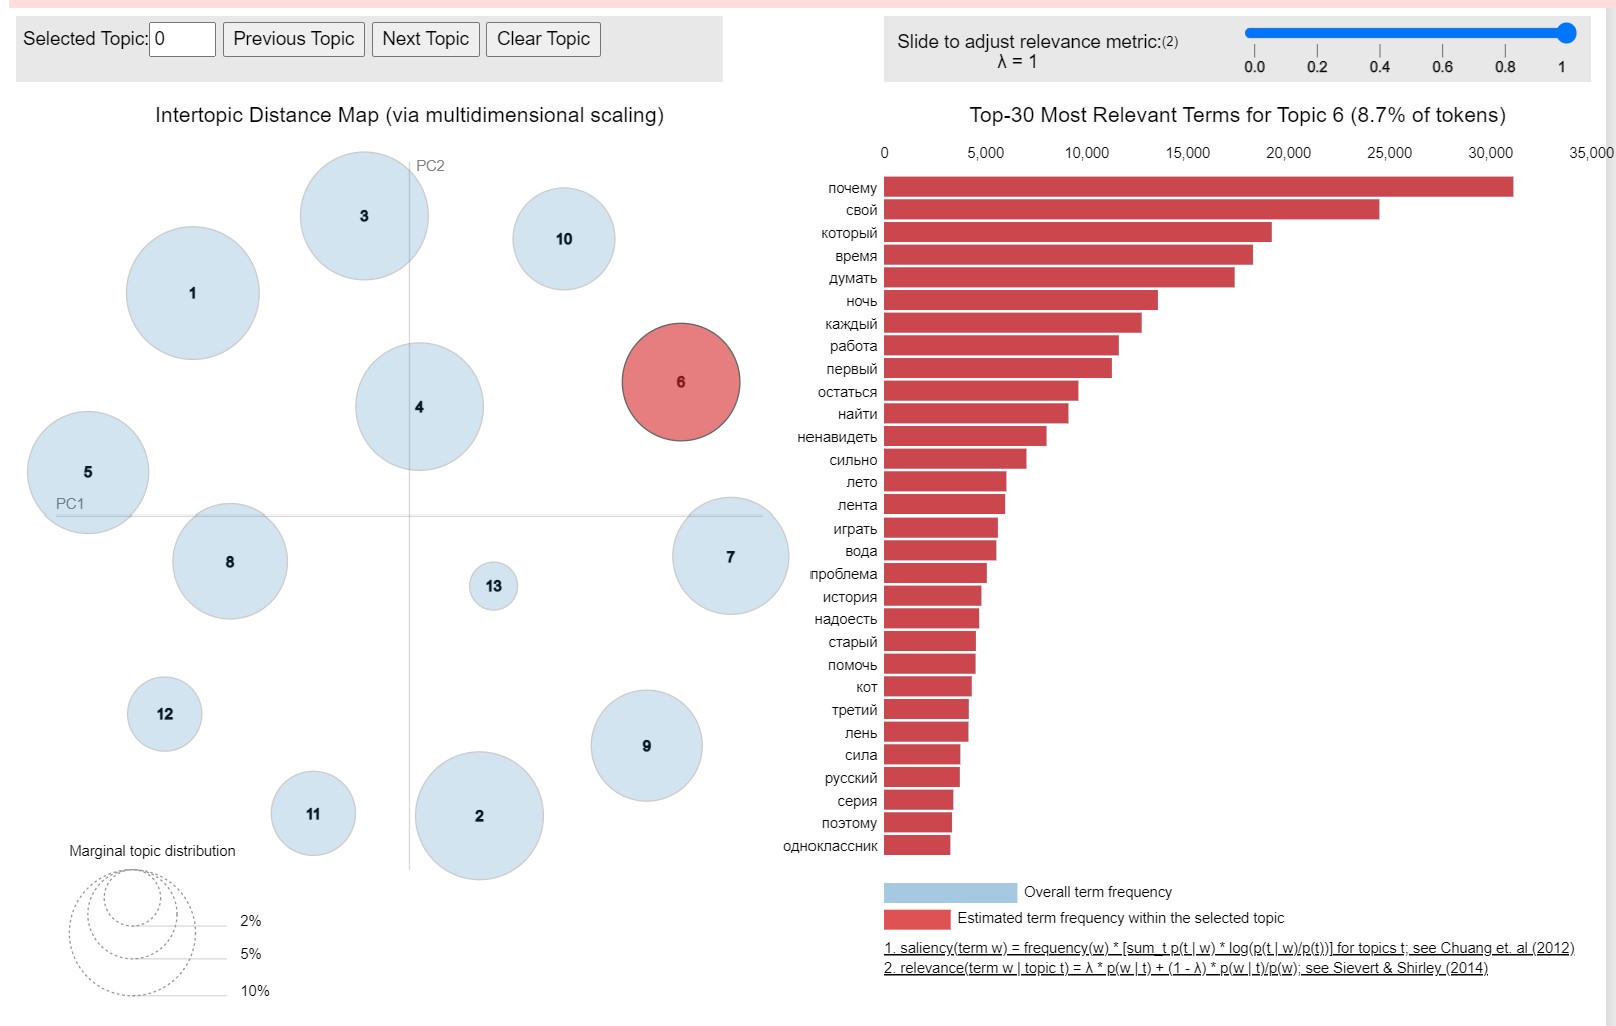 Selected Topic: 0 Previous Topic Next Topic Clear Topic
Slide to adjust relevance metric:(2)
λ = 1
0.0 0.2 0.4 0.6 0.8 1
Intertopic Distance Map (via multidimensional scaling)
PC2
3
10
1
6
4
5
PC1
8
7
13
12
9
11
2
Marginal topic distribution
2%
5%
10%
Top-30 Most Relevant Terms for Topic 6 (8.7% of tokens)
0 5,000 10,000 15,000 20,000 25,000 30,000 35,000
почему
свой
который
время
думать
ночь
каждый
работа
первый
остаться
найти
ненавидеть
сильно
лето
лента
играть
вода
проблема
история
надоесть
старый
помочь
кот
третий
лень
сила
русский
серия
поэтому
одноклассник
Overall term frequency
Estimated term frequency within the selected topic
1. saliency(term w) = frequency(w) * [sum_t p(t | w) * log(p(t | w)/p(t))] for topics t; see Chuang et. al (2012)
2. relevance(term w | topic t) = λ * p(w | t) + (1 - λ) * p(w | t)/p(w); see Sievert & Shirley (2014)